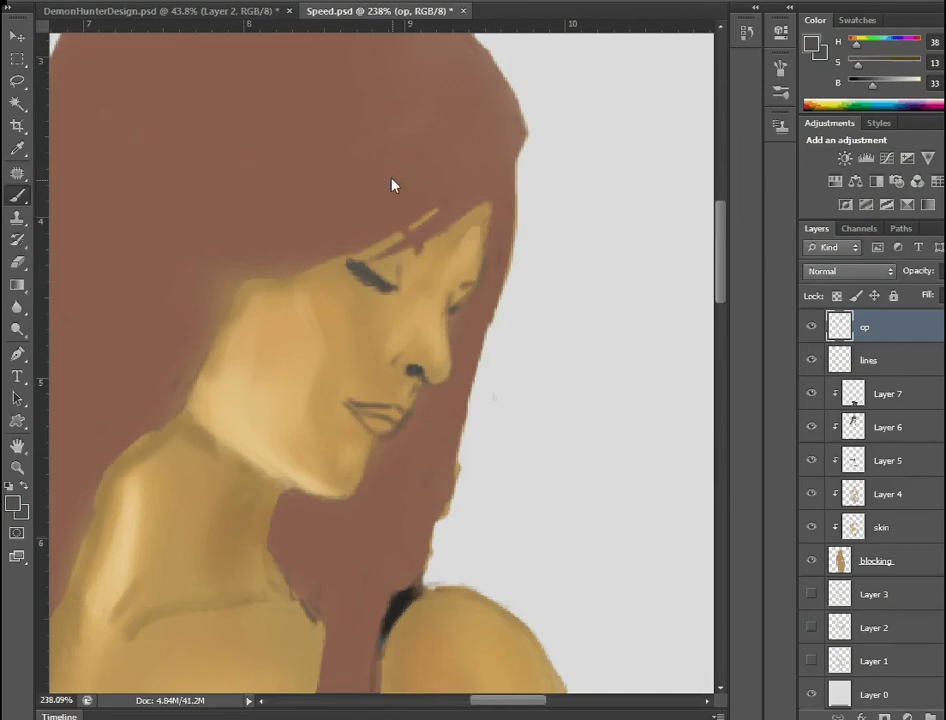 DemonHunterDesign.psd @ 43.8% (Layer 2, RGB/8) *
Speed.psd @ 238% (op, RGB/8) *
7 8 9 10
3
4
5
6
Color Swatches
H 38
S 13
B 33
Adjustments Styles
Add an adjustment
Layers Channels Paths
Kind
Normal Opacity:
Lock: Fill:
op
lines
Layer 7
Layer 6
Layer 5
Layer 4
skin
blocking
Layer 3
Layer 2
Layer 1
Layer 0
238.09% Doc: 4.84M/41.2M
Timeline